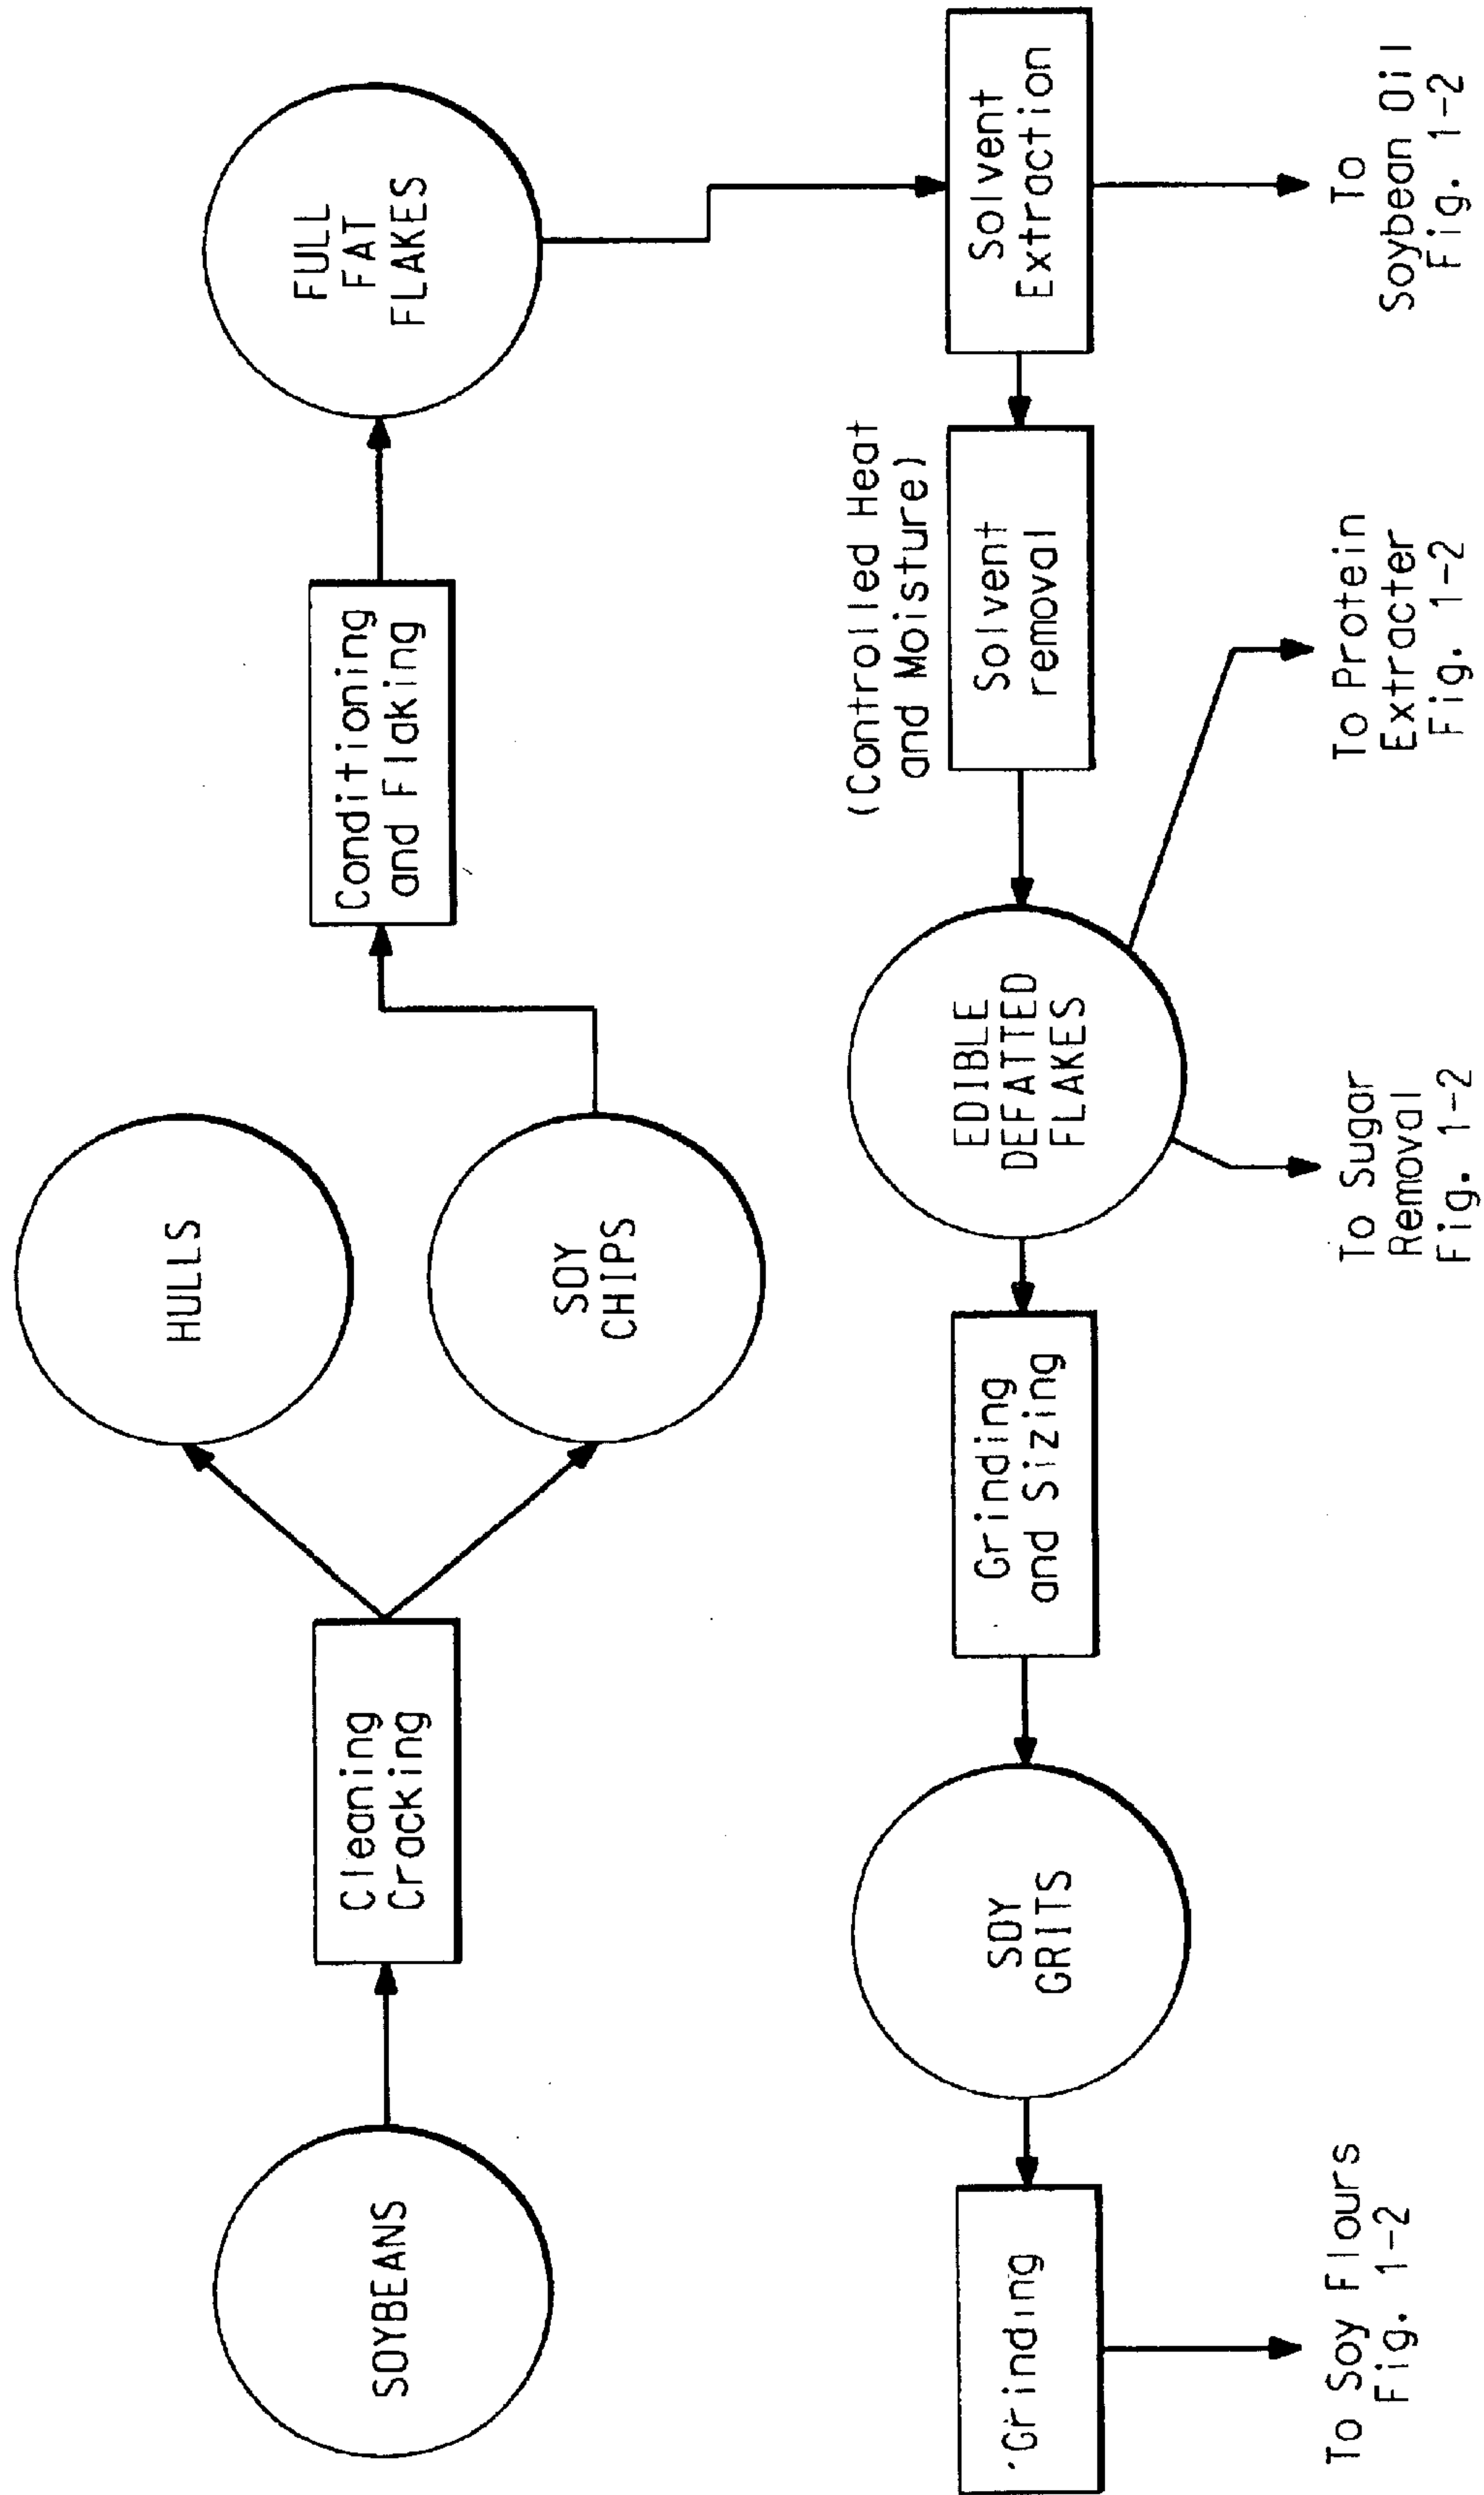 SOYBEANS
Cleaning
Cracking
HULLS
SOY
CHIPS
Conditioning
and Flaking
FULL
FAT
FLAKES
Solvent
Extraction
To
Soybean Oil
Fig. 1-2
(Controlled Heat
and Moisture)
Solvent
removal
To Protein
Extracter
Fig. 1-2
EDIBLE
DEFATTED
FLAKES
To Sugar
Removal
Fig. 1-2
Grinding
and Sizing
SOY
GRITS
Grinding
To Soy Flours
Fig. 1-2